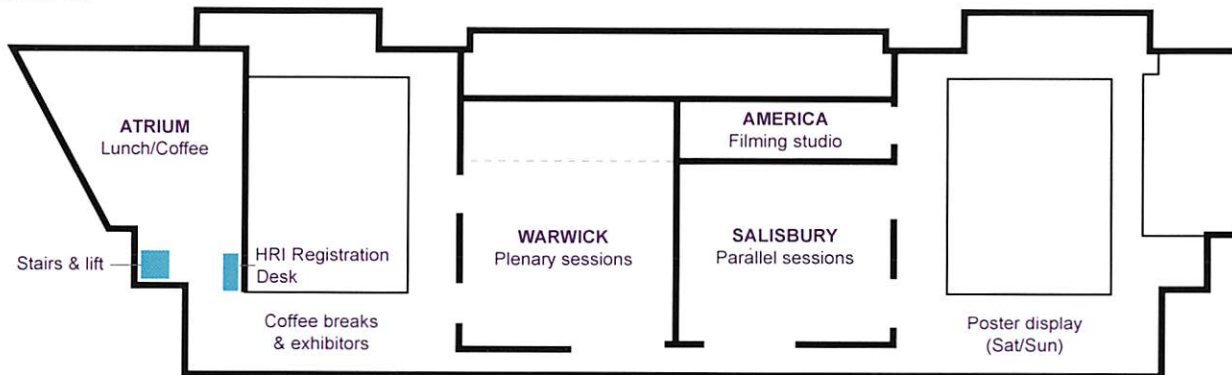 ATRIUM
Lunch/Coffee
Stairs & lift
HRI Registration
Desk
Coffee breaks
& exhibitors
WARWICK
Plenary sessions
AMERICA
Filming studio
SALISBURY
Parallel sessions
Poster display
(Sat/Sun)